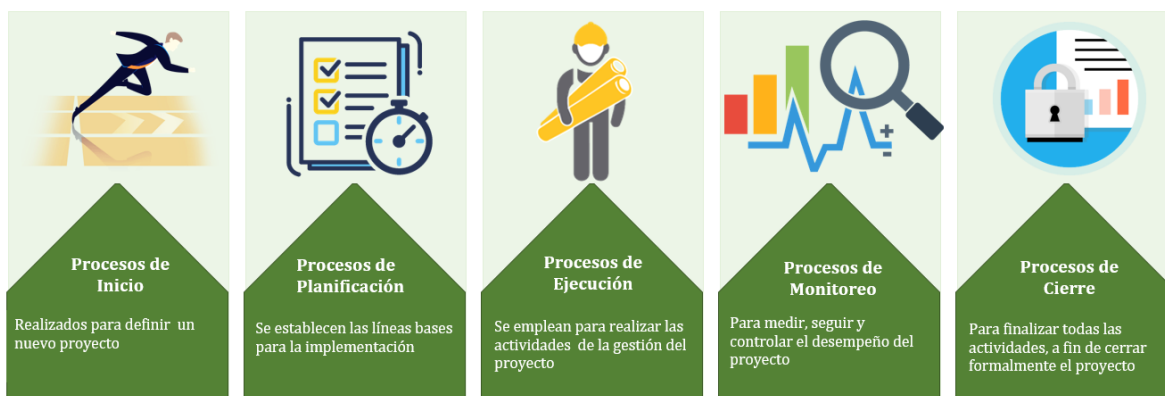 Procesos de
Inicio
Realizados para definir un
nuevo proyecto
Procesos de
Planificación
Se establecen las líneas bases
para la implementación
Procesos de
Ejecución
Se emplean para realizar las
actividades de la gestión del
proyecto
Procesos de
Monitoreo
Para medir, seguir y
controlar el desempeño del
proyecto
Procesos de
Cierre
Para finalizar todas las
actividades, a fin de cerrar
formalmente el proyecto